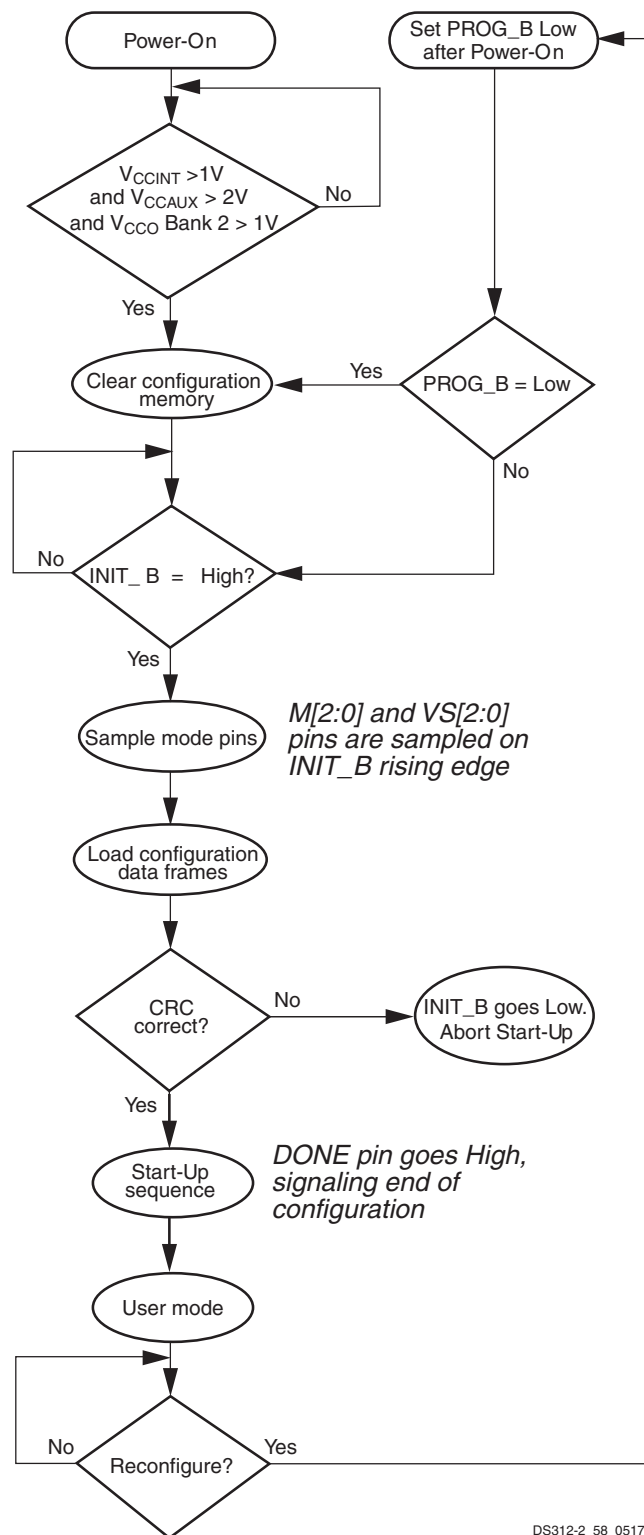 Power-On
Set PROG_B Low
after Power-On
VCCINT >1V
and VCCAUX > 2V
and VCCO Bank 2 > 1V
No
Yes
Clear configuration
memory
Yes
PROG_B = Low
No
No
INIT_ B = High?
Yes
Sample mode pins
M[2:0] and VS[2:0]
pins are sampled on
INIT_B rising edge
Load configuration
data frames
CRC
correct?
No
INIT_B goes Low.
Abort Start-Up
Yes
Start-Up
sequence
DONE pin goes High,
signaling end of
configuration
User mode
No
Reconfigure?
Yes
DS312-2_58_0517